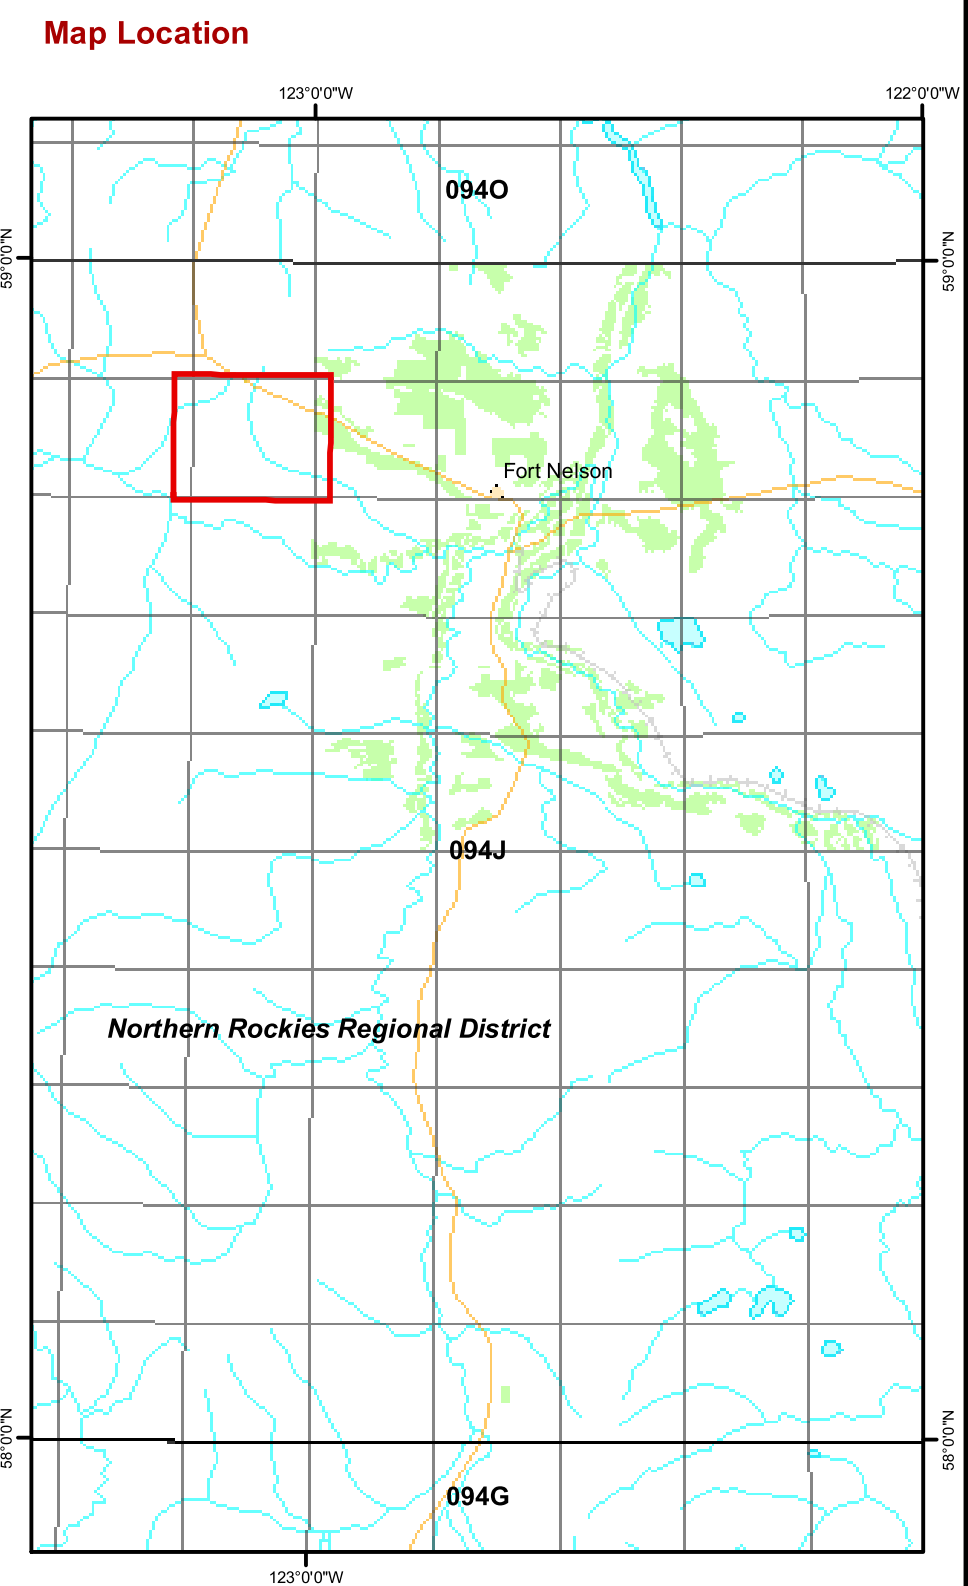 Map Location
123°0'0"W
122°0'0"W
094O
59°0'0"N
59°0'0"N
Fort Nelson
094J
Northern Rockies Regional District
58°0'0"N
58°0'0"N
094G
123°0'0"W